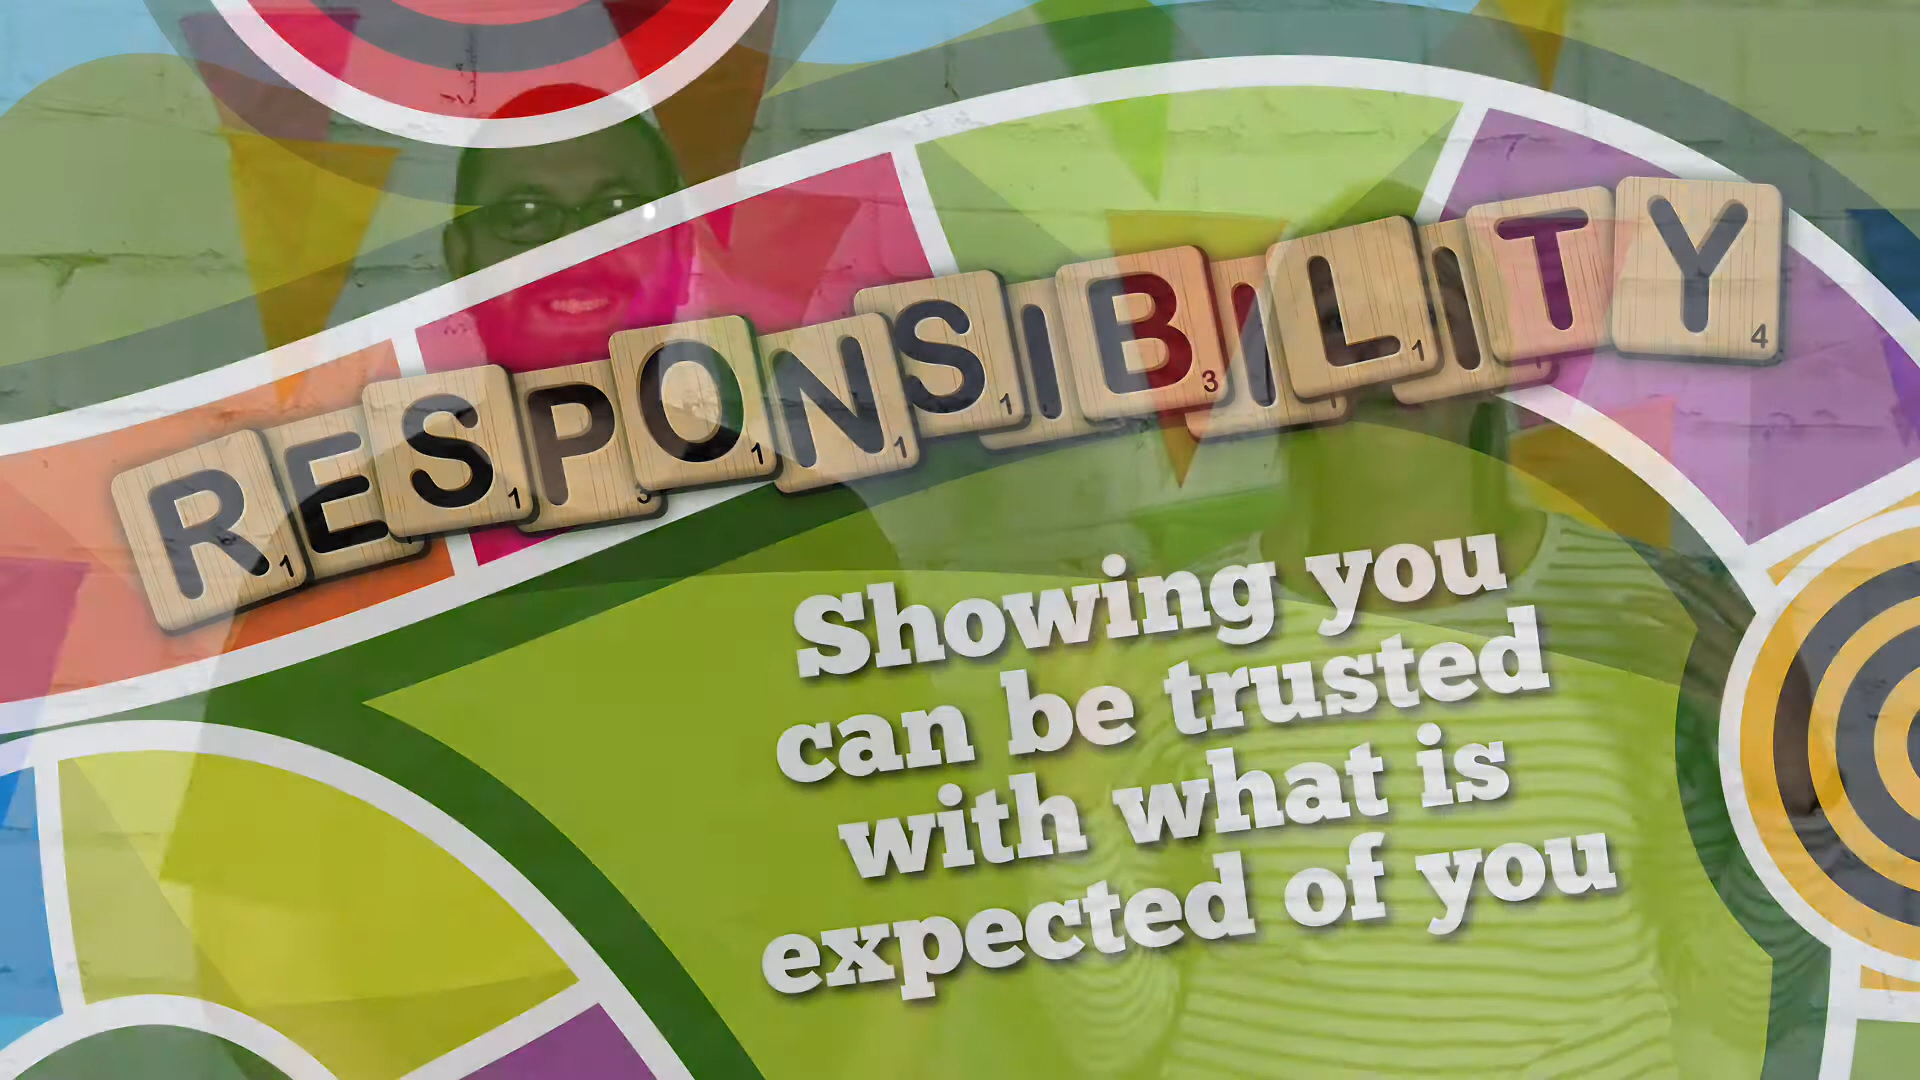 RESPONSIBILITY
Showing you
can be trusted
with what is
expected of you